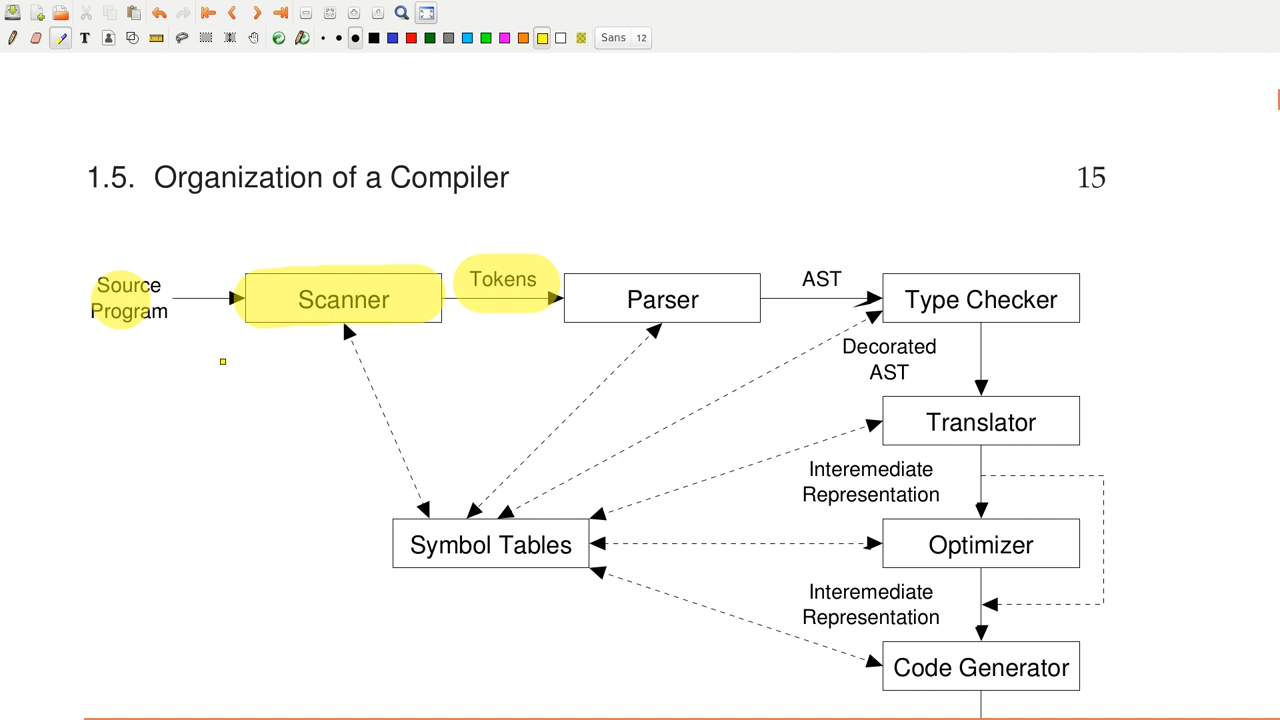 Sans 12
1.5. Organization of a Compiler 15
Source
Program
Scanner
Tokens
Parser
AST
Type Checker
Decorated
AST
Translator
Interemediate
Representation
Symbol Tables
Optimizer
Interemediate
Representation
Code Generator